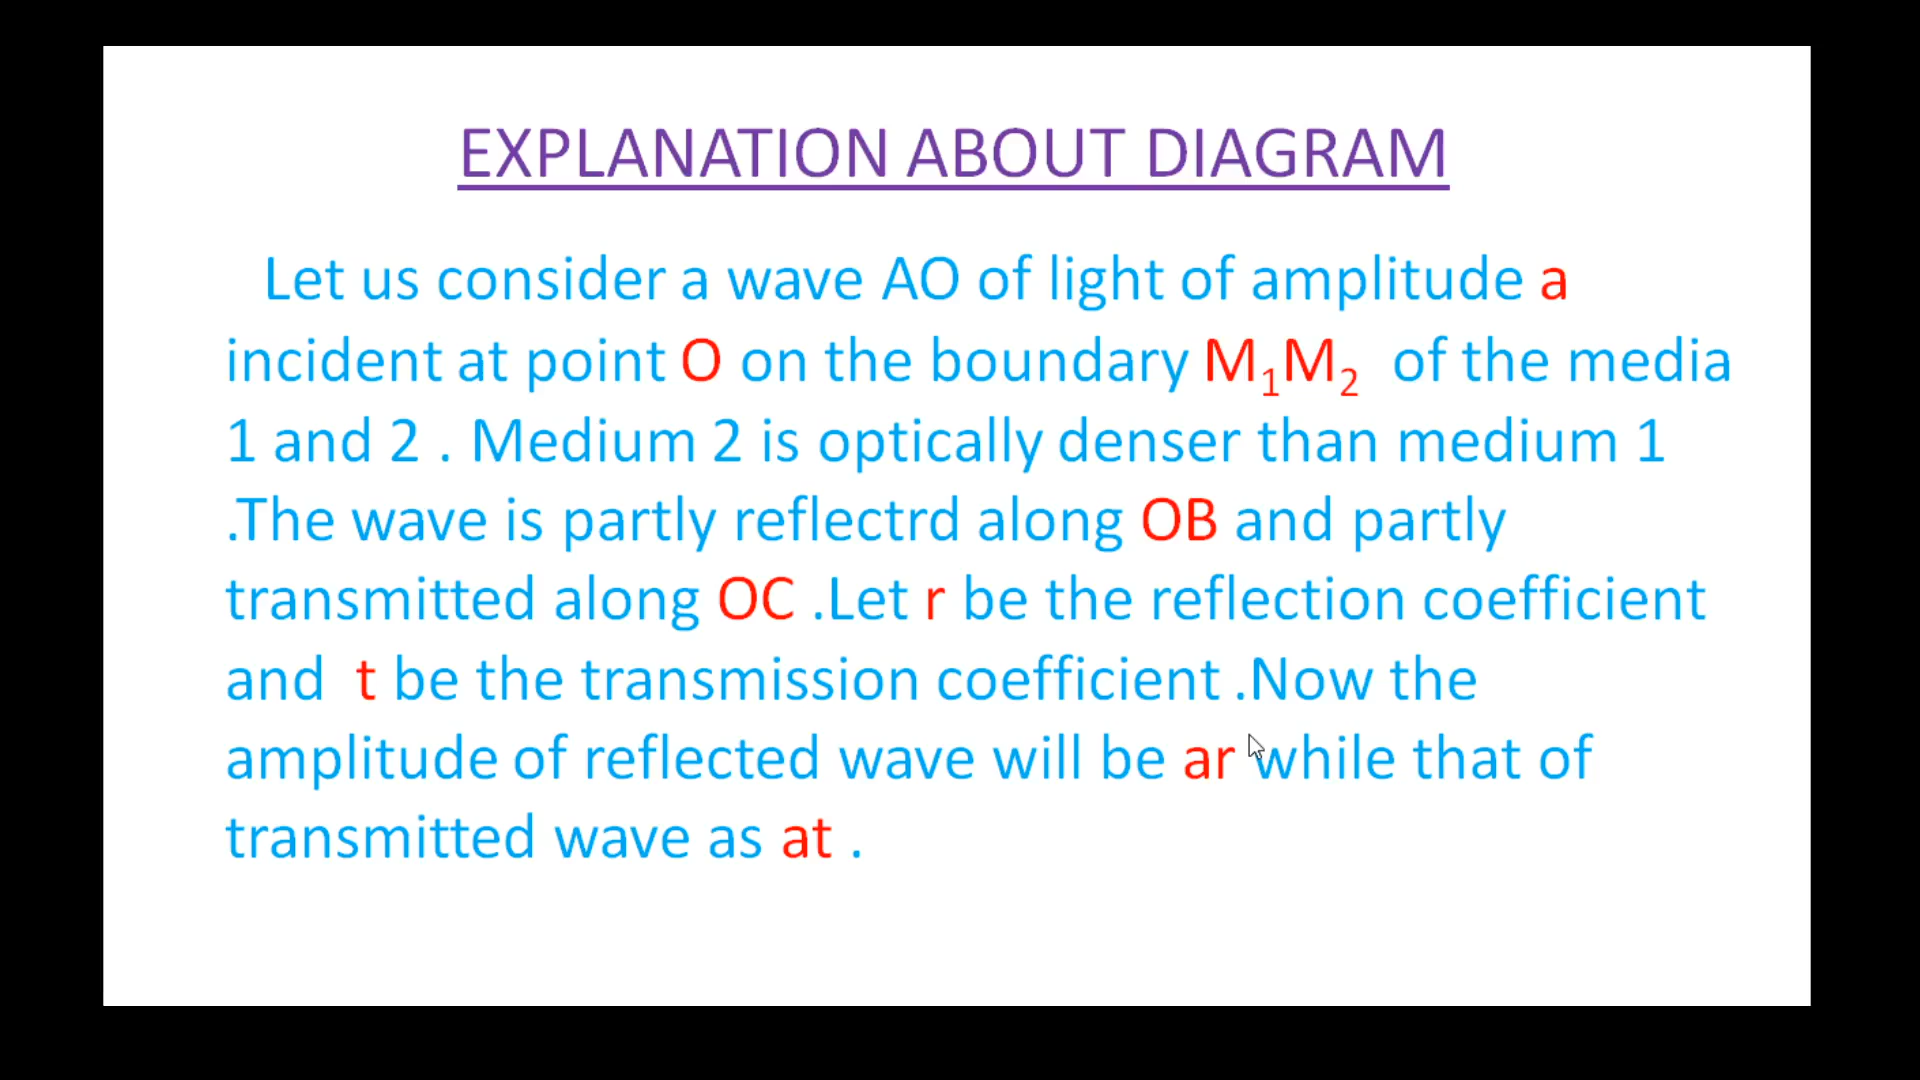 EXPLANATION ABOUT DIAGRAM
Let us consider a wave AO of light of amplitude a
incident at point O on the boundary M₁M₂ of the media
1 and 2 . Medium 2 is optically denser than medium 1
.The wave is partly reflectrd along OB and partly
transmitted along OC .Let r be the reflection coefficient
and t be the transmission coefficient .Now the
amplitude of reflected wave will be ar while that of
transmitted wave as at .